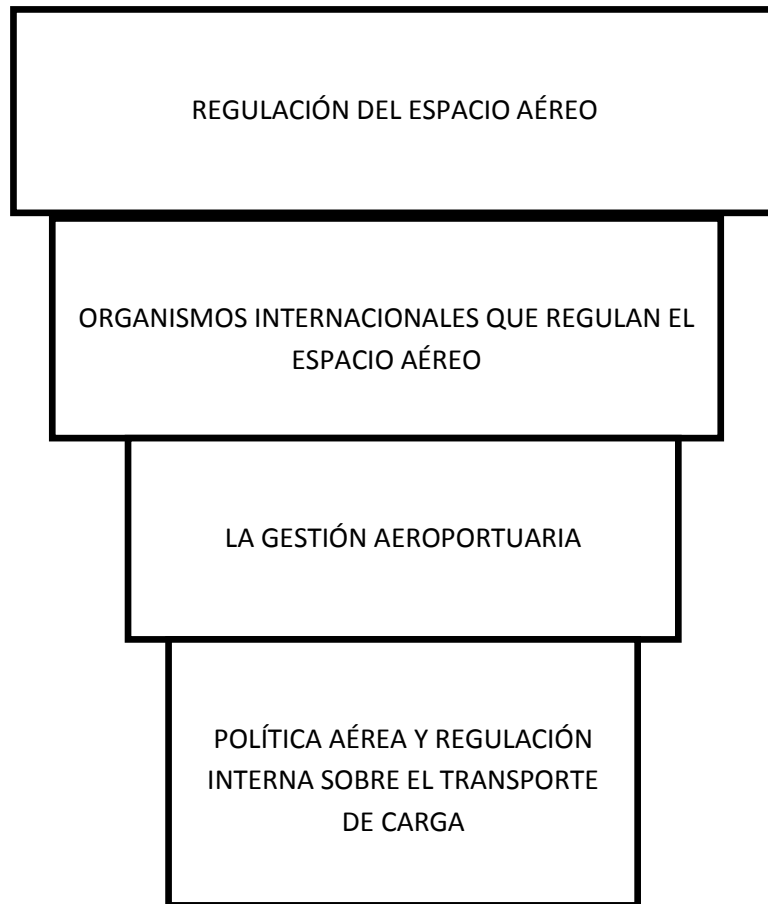 REGULACIÓN DEL ESPACIO AÉREO
ORGANISMOS INTERNACIONALES QUE REGULAN EL
ESPACIO AÉREO
LA GESTIÓN AEROPORTUARIA
POLÍTICA AÉREA Y REGULACIÓN
INTERNA SOBRE EL TRANSPORTE
DE CARGA